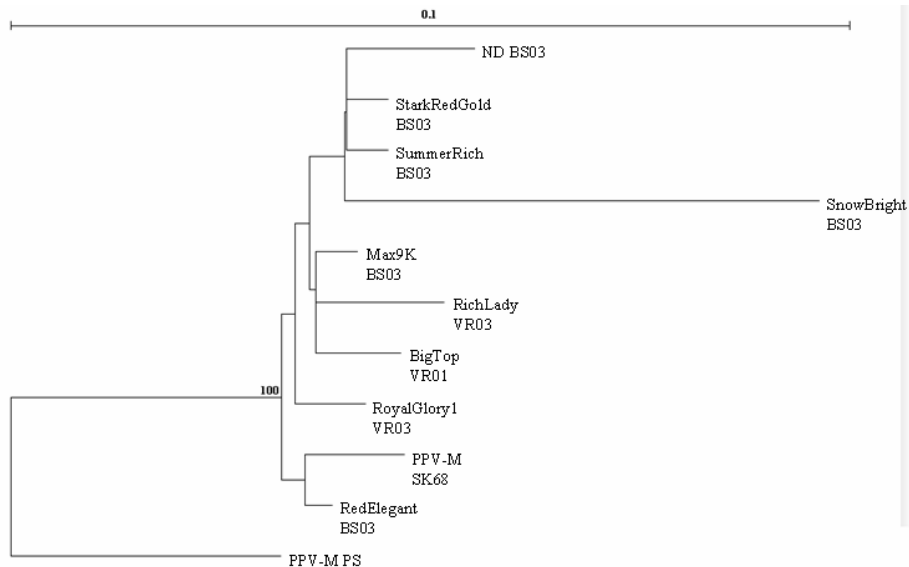 0.1
ND BS03
StarkRedGold
BS03
SummerRich
BS03
SnowBright
BS03
Max9K
BS03
RichLady
VR03
BigTop
VR01
100
RoyalGlory1
VR03
PPV-M
SK68
RedElegant
BS03
PPV-M PS